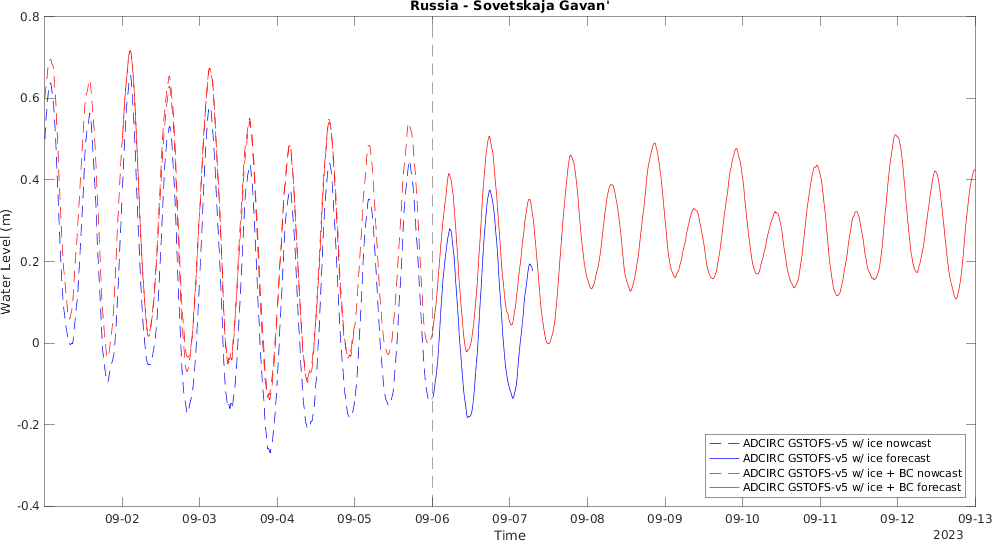 Russia - Sovetskaja Gavan'
0.8
0.6
0.4
0.2
0
-0.2
-0.4
Water Level (m)
ADCIRC GSTOFS-v5 w/ ice nowcast
ADCIRC GSTOFS-v5 w/ ice forecast
ADCIRC GSTOFS-v5 w/ ice + BC nowcast
ADCIRC GSTOFS-v5 w/ ice + BC forecast
09-02 09-03 09-04 09-05 09-06 09-07 09-08 09-09 09-10 09-11 09-12 09-13
Time
2023